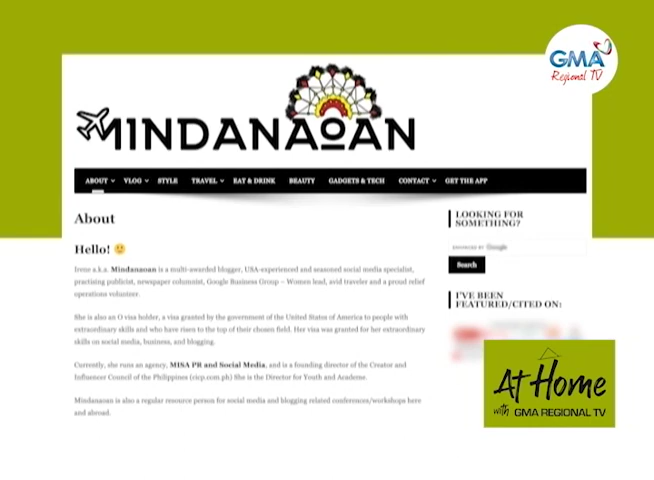 GMA
Regional TV
MINDANAOAN
ABOUT VLOG STYLE TRAVEL EAT & DRINK BEAUTY GADGETS & TECH CONTACT GET THE APP
About
LOOKING FOR
SOMETHING?
Hello!
ENHANCED BY Google
Irene a.k.a. Mindanaoan is a multi-awarded blogger, USA-experienced and seasoned social media specialist,
practising publicist, newspaper columnist, Google Business Group – Women lead, avid traveler and a proud relief
operations volunteer.
Search
I'VE BEEN
FEATURED/CITED ON:
She is also an O visa holder, a visa granted by the government of the United States of America to people with
extraordinary skills and who have risen to the top of their chosen field. Her visa was granted for her extraordinary
skills on social media, business, and blogging.
Currently, she runs an agency, MISA PR and Social Media, and is a founding director of the Creator and
Influencer Council of the Philippines (cicp.com.ph) She is the Director for Youth and Academe.
Mindanaoan is also a regular resource person for social media and blogging related conferences/workshops here
and abroad.
At Home
with GMA REGIONAL TV